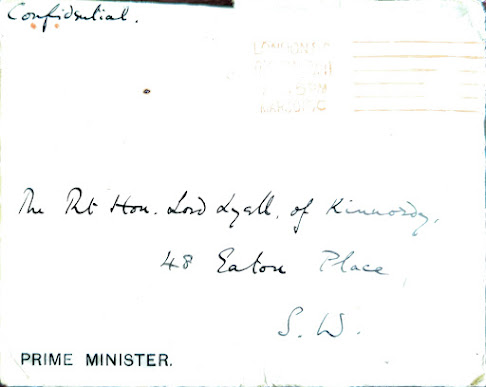 Confidential.
The Rt Hon. Lord Lyell, of Kinnordy,
48 Eaton Place,
S. W.
PRIME MINISTER.